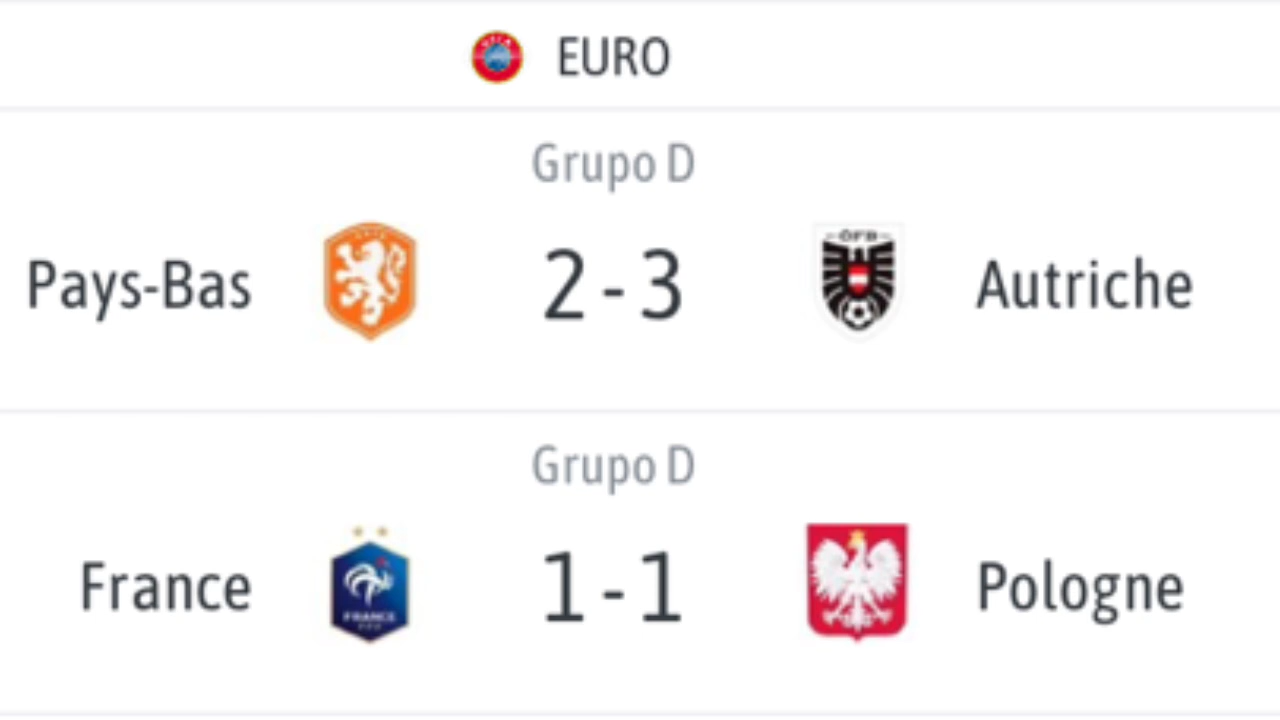 EURO
Grupo D
Pays-Bas 2 - 3 Autriche
Grupo D
France 1 - 1 Pologne